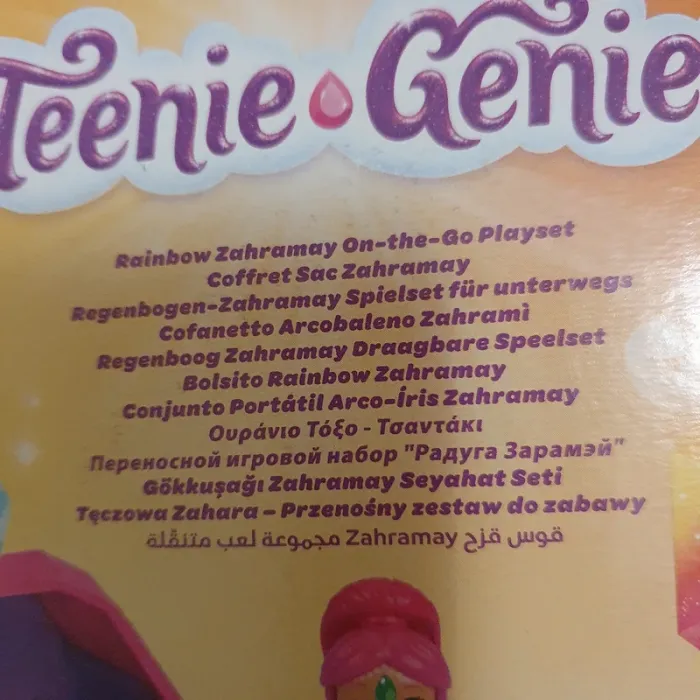 Teenie Genie
Rainbow Zahramay On-the-Go Playset
Coffret Sac Zahramay
Regenbogen-Zahramay Spielset für unterwegs
Cofanetto Arcobaleno Zahramì
Regenboog Zahramay Draagbare Speelset
Bolsito Rainbow Zahramay
Conjunto Portátil Arco-Íris Zahramay
Ουράνιο Τόξο - Τσαντάκι
Переносной игровой набор "Радуга Зарамэй"
Gökkuşağı Zahramay Seyahat Seti
Tęczowa Zahara – Przenośny zestaw do zabawy
قوس قزح Zahramay مجموعة لعب متنقّلة